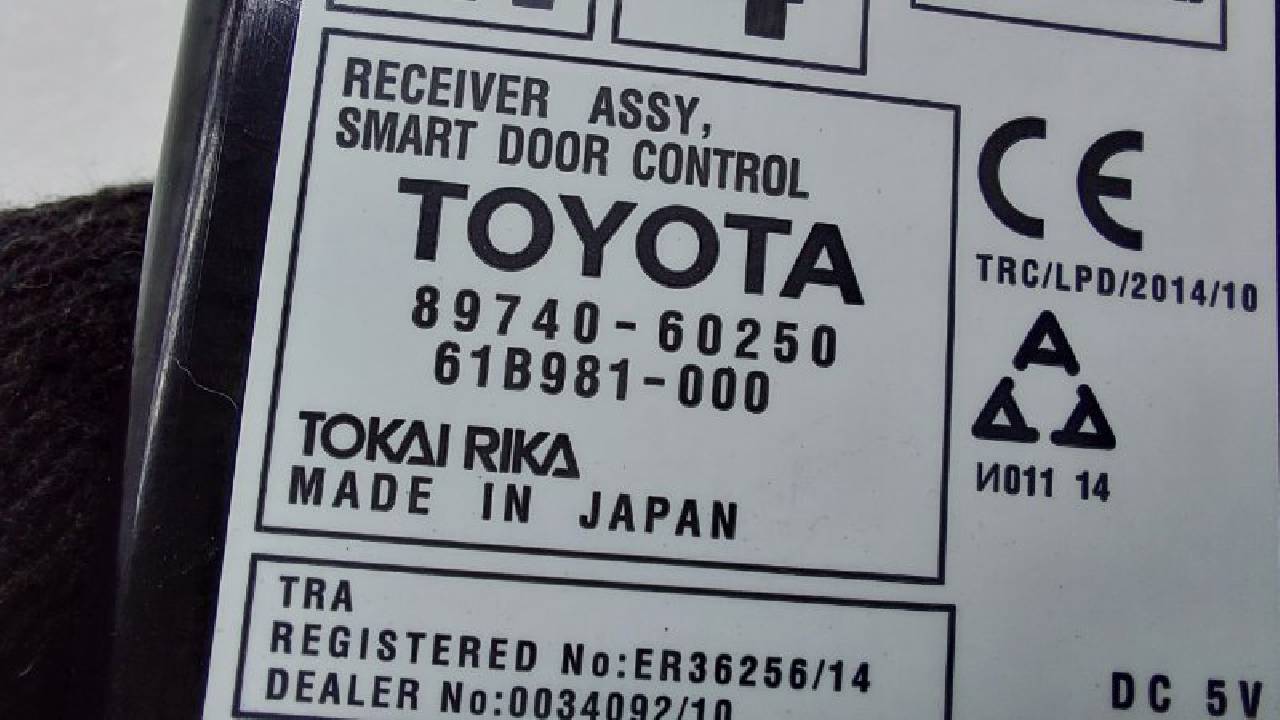 RECEIVER ASSY,
SMART DOOR CONTROL
TOYOTA
89740-60250
61B981-000
TOKAI RIKA
MADE IN JAPAN
CE
TRC/LPD/2014/10
И011 14
TRA
REGISTERED No:ER36256/14
DEALER No:0034092/10
DC 5V